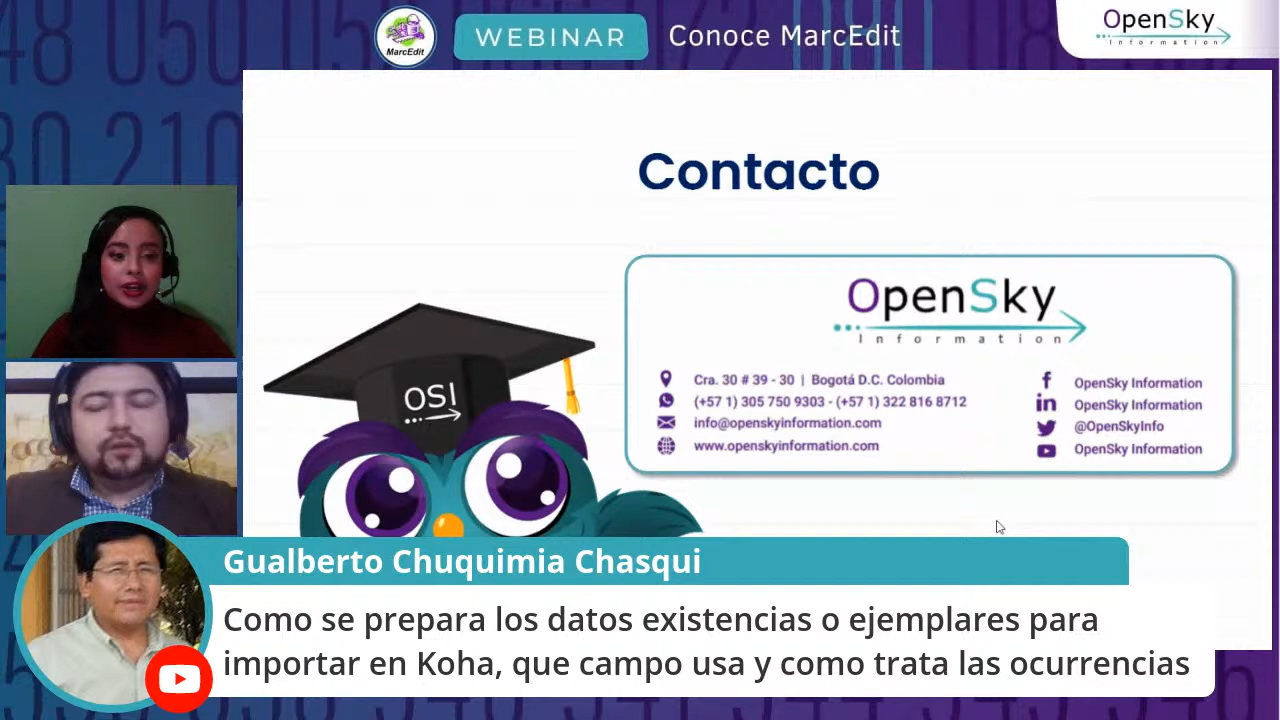 MarcEdit
WEBINAR
Conoce MarcEdit
OpenSky
Information
Contacto
OSI
OpenSky
Information
Cra. 30 # 39 - 30 | Bogotá D.C. Colombia
(+57 1) 305 750 9303 - (+57 1) 322 816 8712
info@openskyinformation.com
www.openskyinformation.com
OpenSky Information
OpenSky Information
@OpenSkyInfo
OpenSky Information
Gualberto Chuquimia Chasqui
Como se prepara los datos existencias o ejemplares para
importar en Koha, que campo usa y como trata las ocurrencias